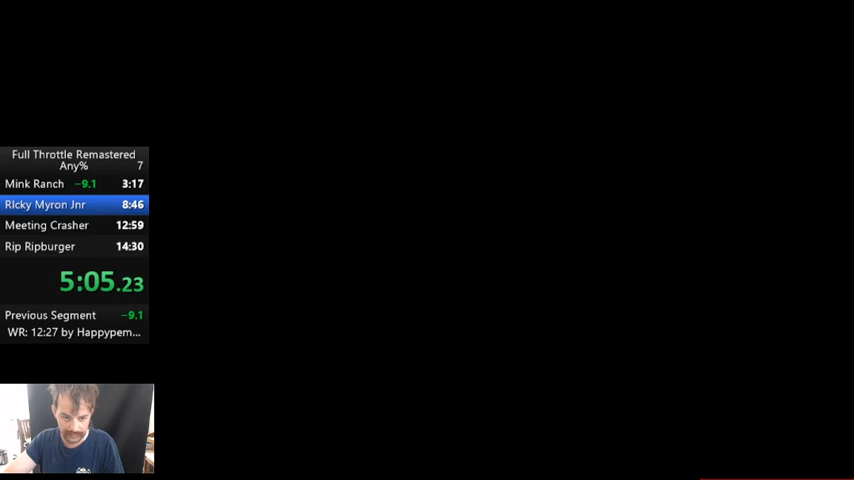 Full Throttle Remastered
Any% 7
Mink Ranch −9.1 3:17
RIcky Myron Jnr 8:46
Meeting Crasher 12:59
Rip Ripburger 14:30
5:05.23
Previous Segment −9.1
WR: 12:27 by Happypem...